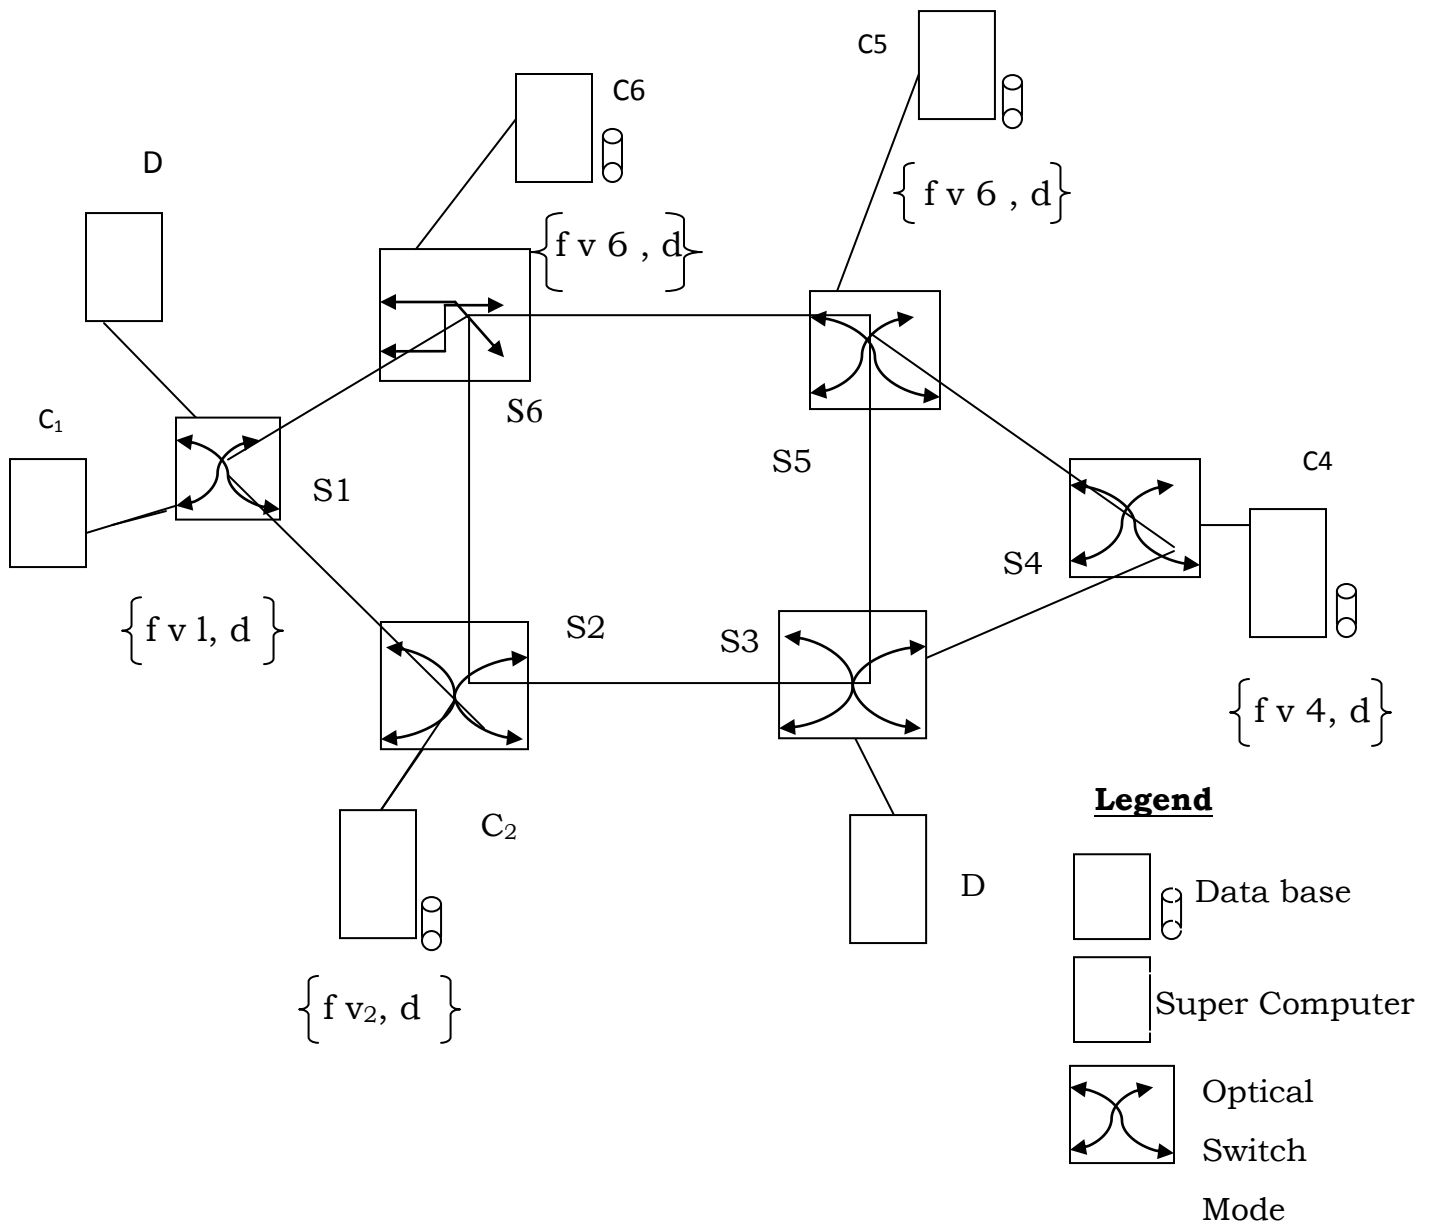 C5
C6
D
{ f v 6 , d }
{ f v 6 , d }
S6
C1
S5
C4
S1
S4
{ f v l, d }
S2
S3
{ f v 4, d }
Legend
C2
D
Data base
{ f v2, d }
Super Computer
Optical
Switch
Mode